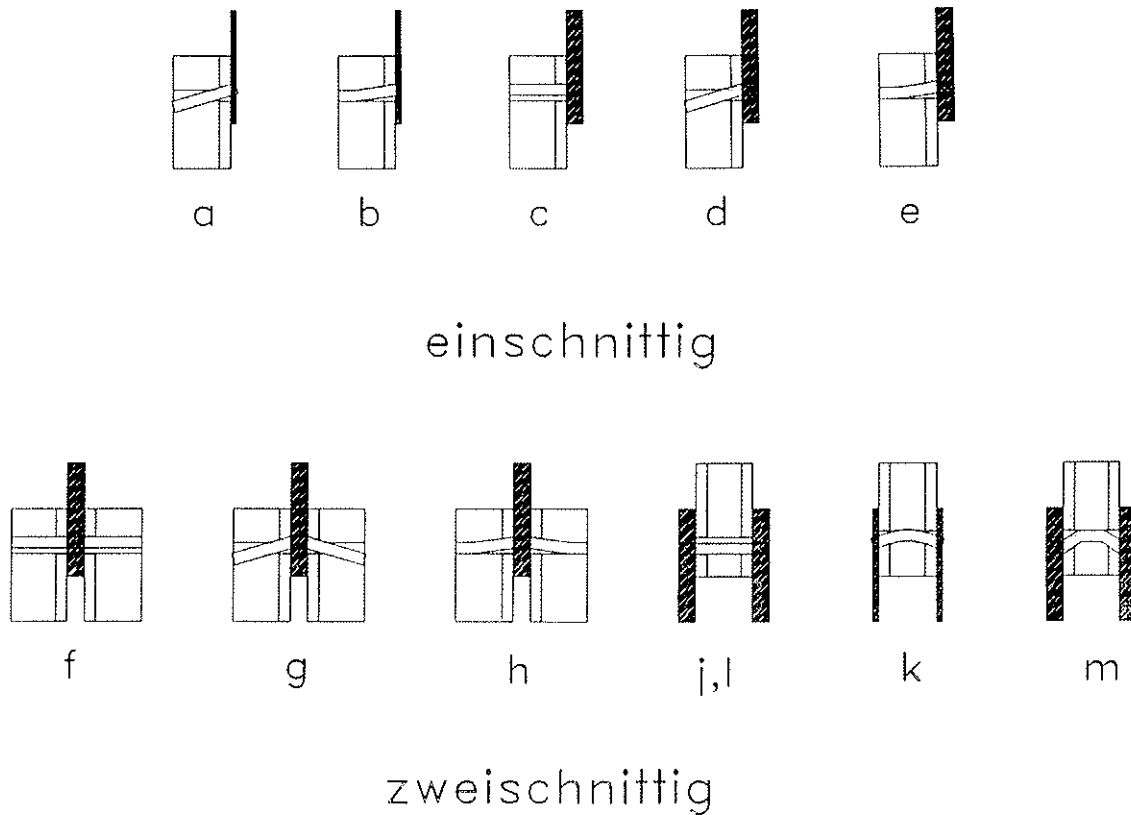 a b c d e
einschnittig
f g h j,l k m
zweischnittig